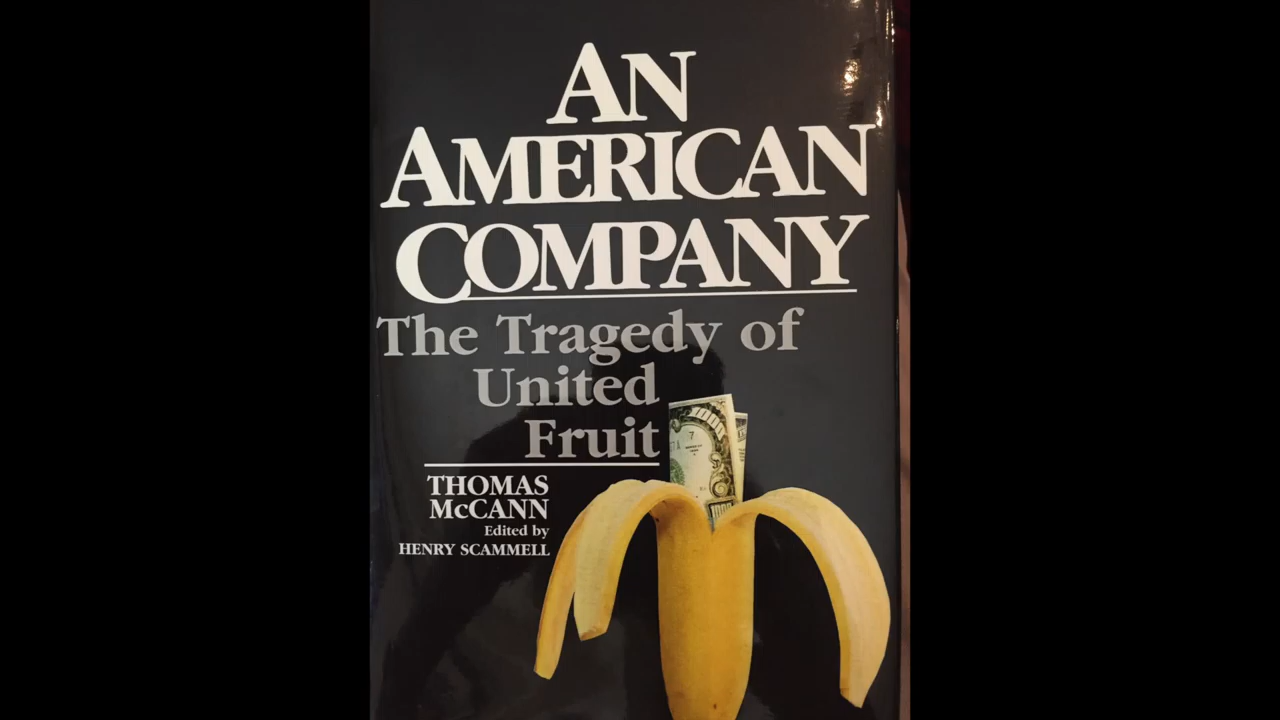 AN
AMERICAN
COMPANY
The Tragedy of
United
Fruit
THOMAS
McCANN
Edited by
HENRY SCAMMELL